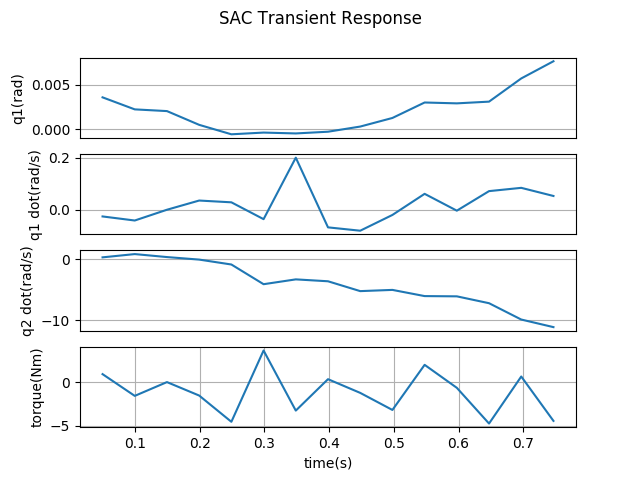 SAC Transient Response
q1(rad)
0.005
0.000
q1 dot(rad/s)
0.2
0.0
q2 dot(rad/s)
0
−10
torque(Nm)
0
−5
0.1 0.2 0.3 0.4 0.5 0.6 0.7
time(s)